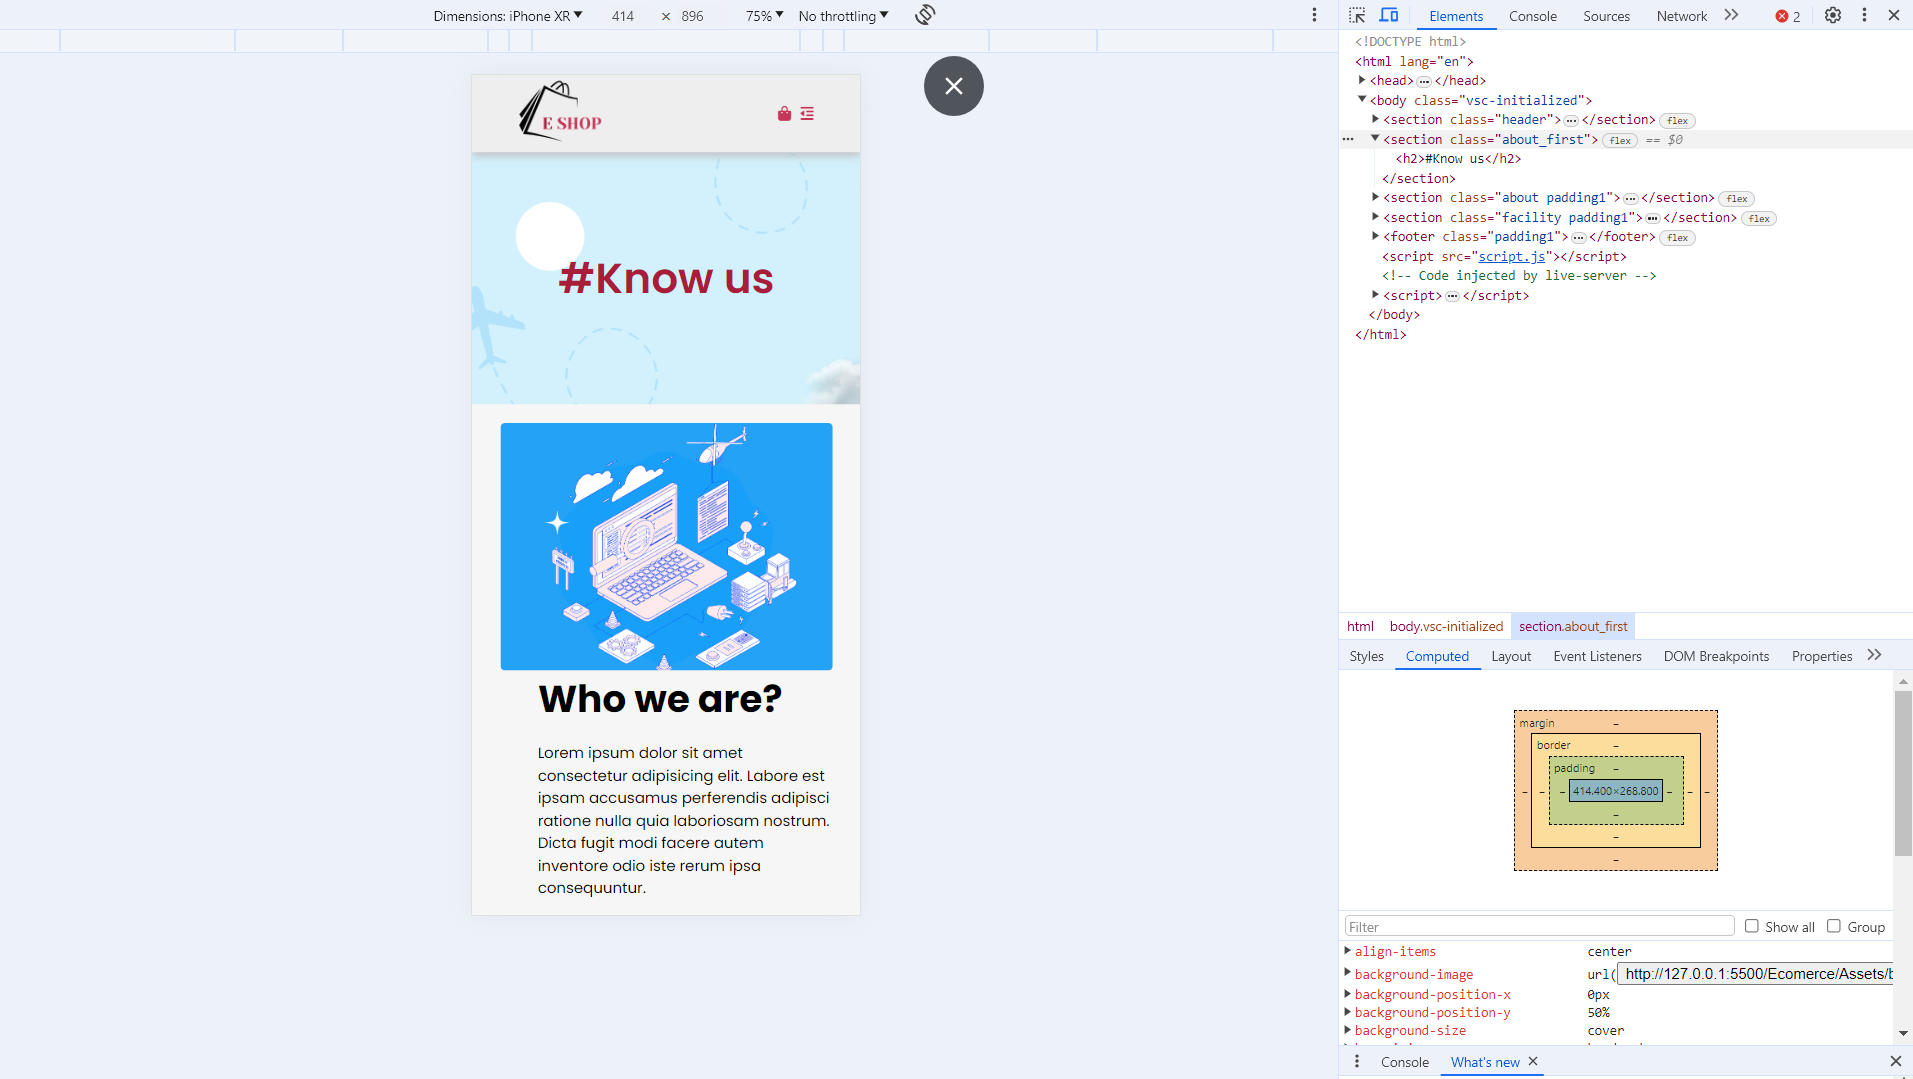 Dimensions: iPhone XR 414 × 896 75% No throttling
Elements Console Sources Network 2
E SHOP
#Know us
Who we are?
Lorem ipsum dolor sit amet
consectetur adipisicing elit. Labore est
ipsam accusamus perferendis adipisci
ratione nulla quia laboriosam nostrum.
Dicta fugit modi facere autem
inventore odio iste rerum ipsa
consequuntur.
<!DOCTYPE html>
<html lang="en">
<head>…</head>
<body class="vsc-initialized">
<section class="header">…</section> flex
… <section class="about_first"> flex == $0
<h2>#Know us</h2>
</section>
<section class="about padding1">…</section> flex
<section class="facility padding1">…</section> flex
<footer class="padding1">…</footer> flex
<script src="script.js"></script>
<!-- Code injected by live-server -->
<script>…</script>
</body>
</html>
html body.vsc-initialized section.about_first
Styles Computed Layout Event Listeners DOM Breakpoints Properties
margin –
border –
padding –
– – – 414.400×268.800 – – –
–
–
–
Filter Show all Group
align-items center
background-image url( http://127.0.0.1:5500/Ecomerce/Assets/b
background-position-x 0px
background-position-y 50%
background-size cover
Console What's new